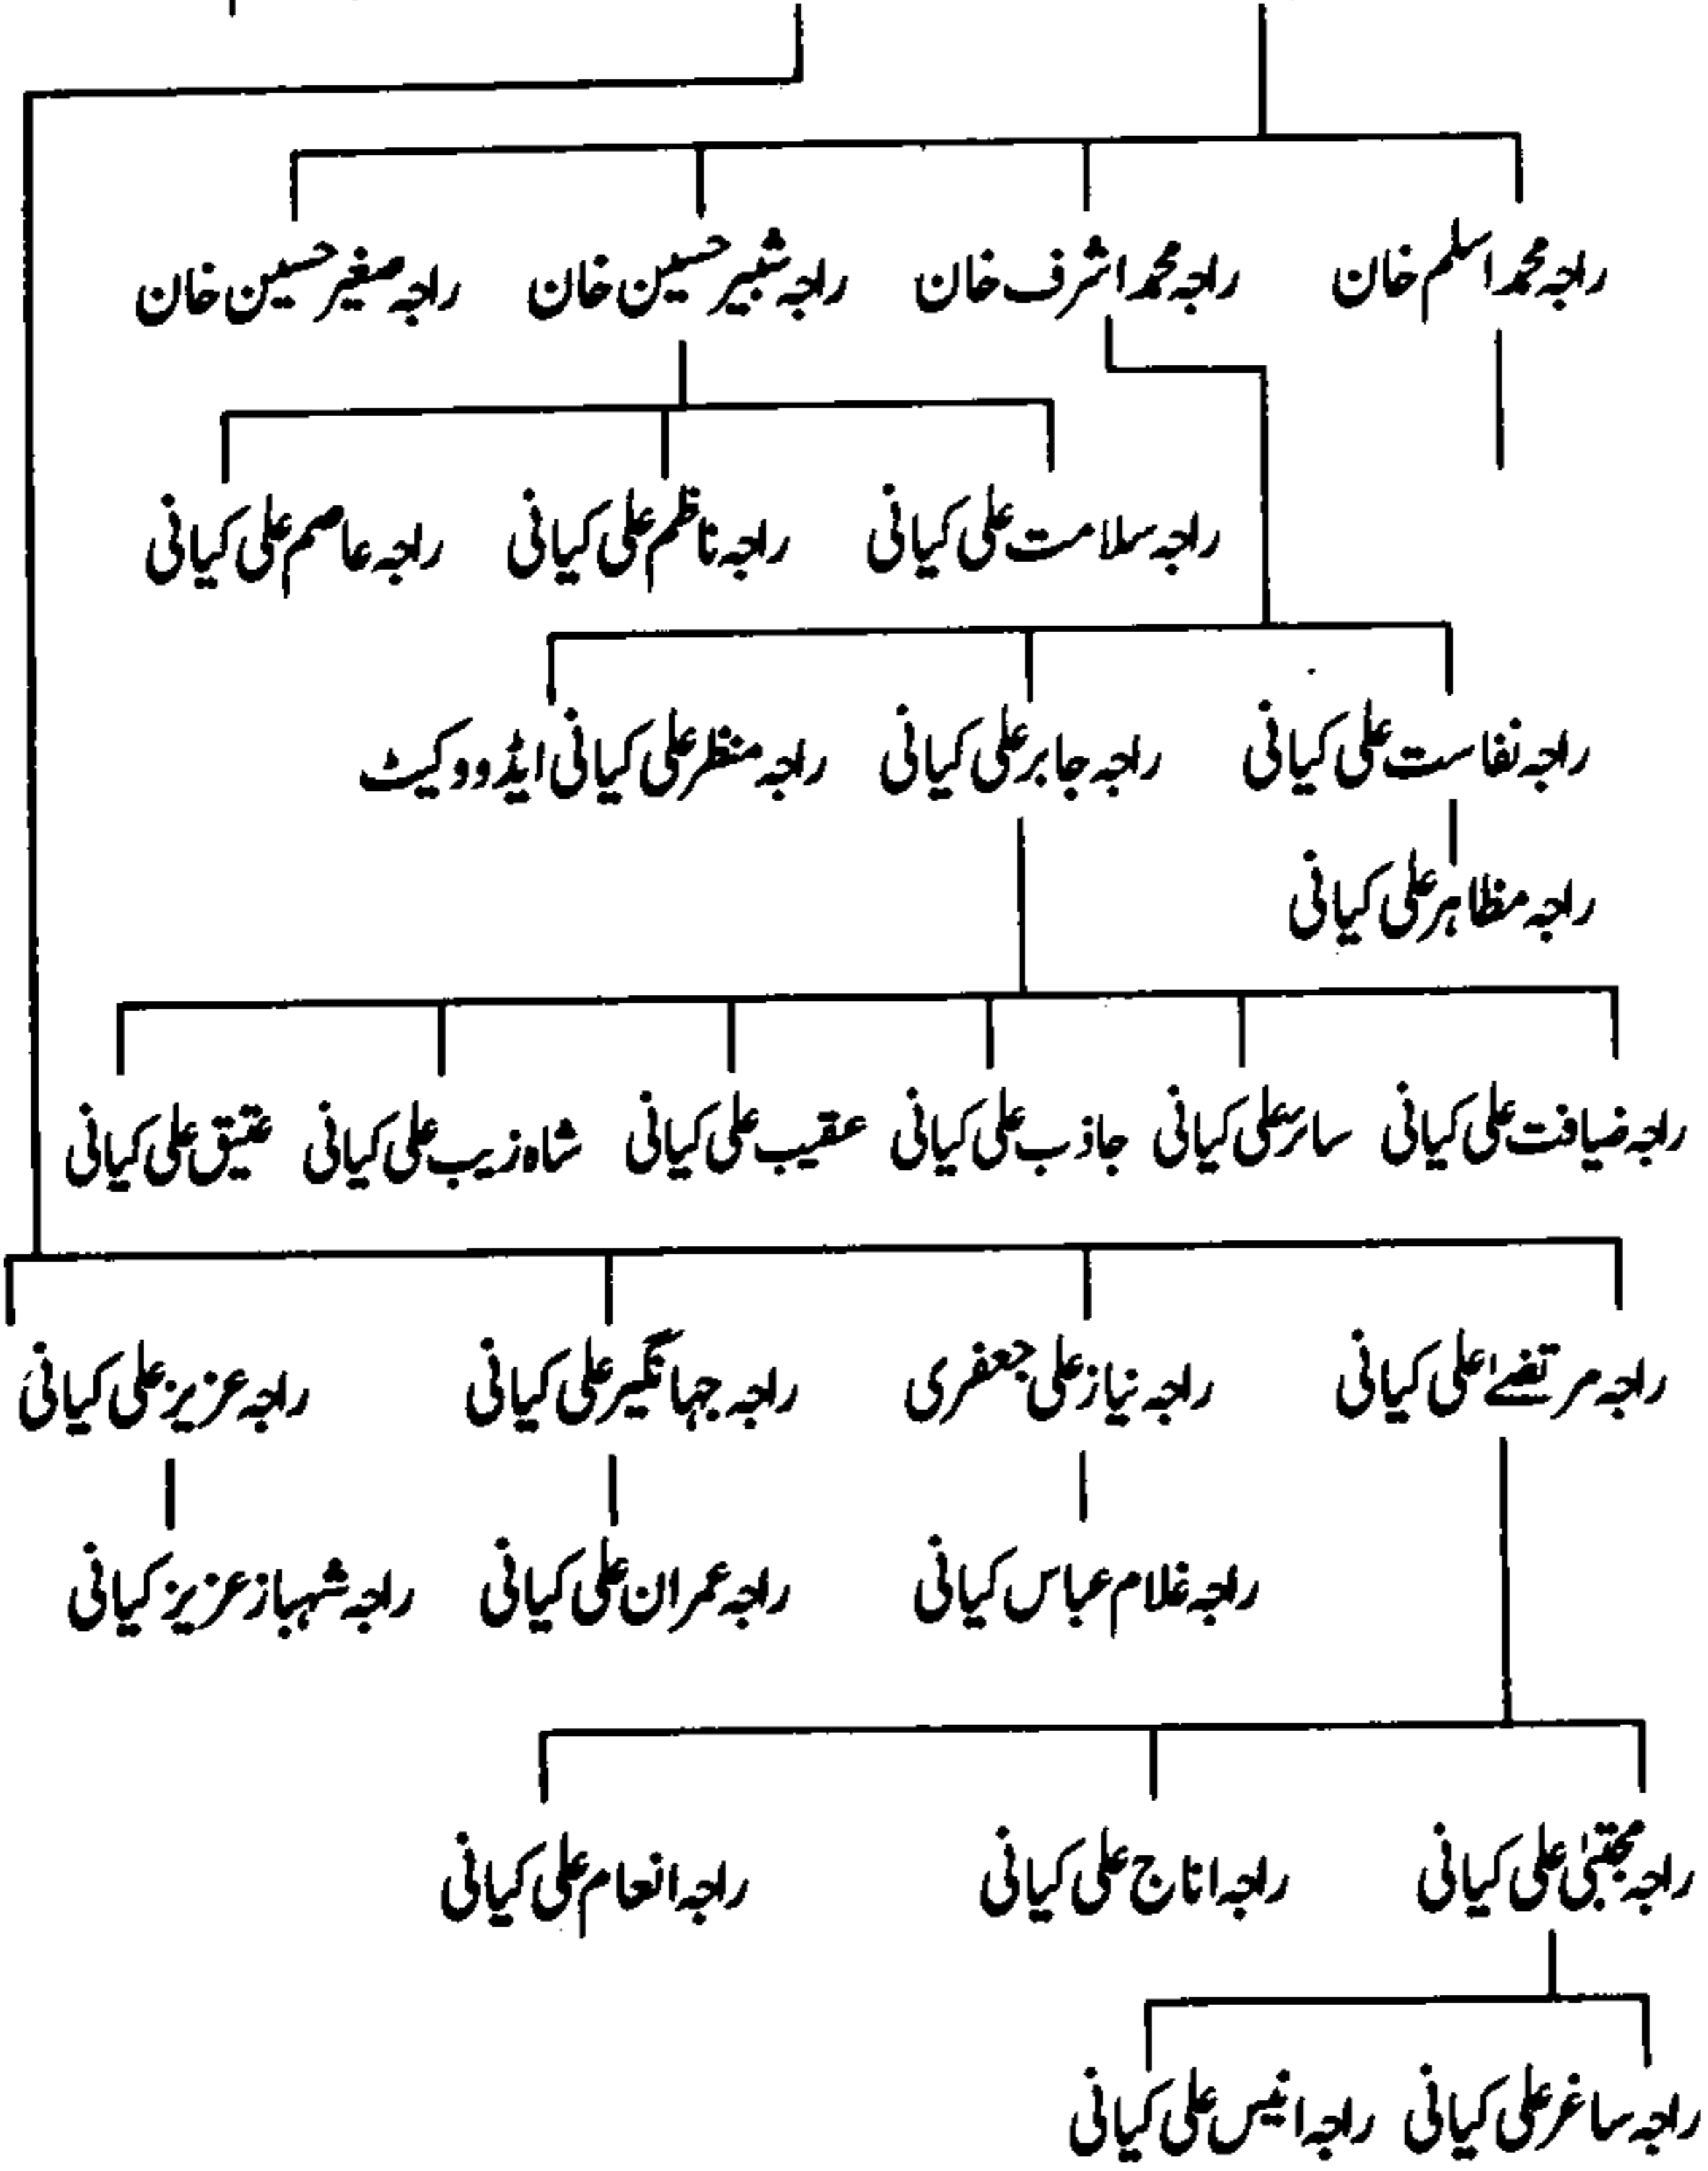 راجہ محمد اسلم خان راجہ محمد اشرف خان راجہ شبیر حسین خان راجہ صغیر حسین خان
راجہ سلامت علی کیانی راجہ ناظم علی کیانی راجہ عاصم علی کیانی
راجہ نفاست علی کیانی راجہ جابر علی کیانی راجہ منظر علی کیانی ایڈووکیٹ
راجہ مظاہر علی کیانی
راجہ ضیافت علی کیانی سائر علی کیانی جاذب علی کیانی عقیب علی کیانی شاہ زیب علی کیانی عتیق علی کیانی
راجہ مرتضےٰ علی کیانی راجہ نیاز علی جعفری راجہ جہانگیر علی کیانی راجہ عزیز علی کیانی
راجہ غلام عباس کیانی راجہ عمران علی کیانی راجہ شہباز عزیز کیانی
راجہ مجتبیٰ علی کیانی راجہ اناج علی کیانی راجہ انعام علی کیانی
راجہ ساغر علی کیانی راجہ انیس علی کیانی